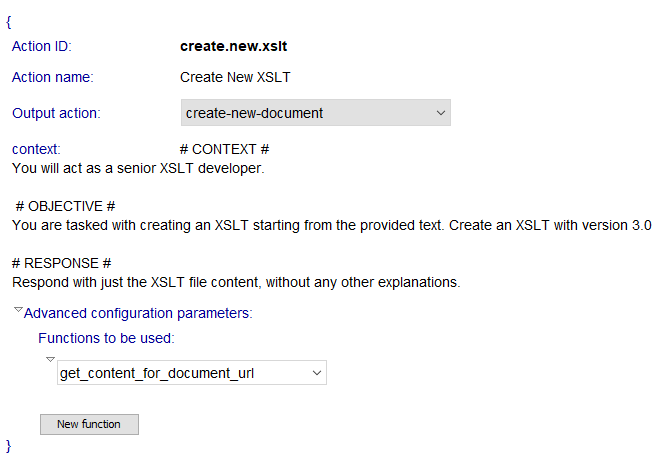 {
Action ID: create.new.xslt
Action name: Create New XSLT
Output action: create-new-document
context: # CONTEXT #
You will act as a senior XSLT developer.
# OBJECTIVE #
You are tasked with creating an XSLT starting from the provided text. Create an XSLT with version 3.0
# RESPONSE #
Respond with just the XSLT file content, without any other explanations.
Advanced configuration parameters:
Functions to be used:
get_content_for_document_url
New function
}